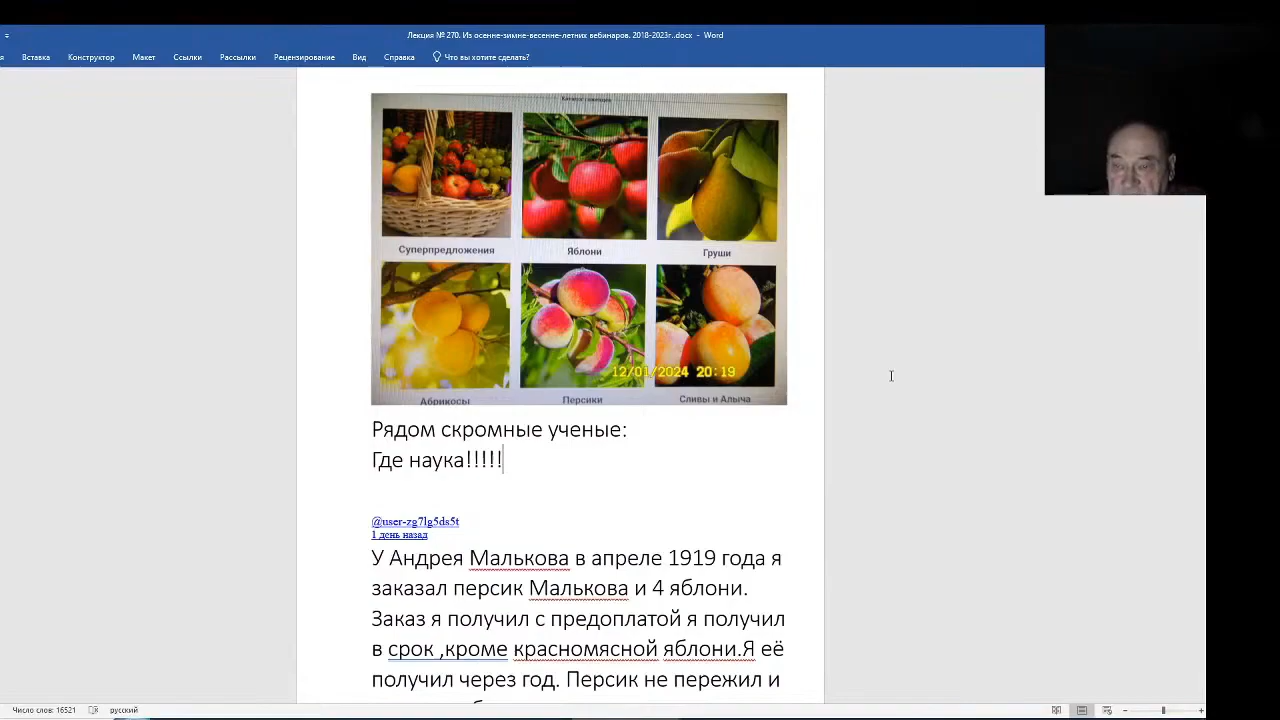 Лекция № 270. Из осенне-зимне-весенне-летних вебинаров. 2018-2023г..docx - Word
Вставка Конструктор Макет Ссылки Рассылки Рецензирование Вид Справка Что вы хотите сделать?
Суперпредложения Яблони Груши
12/01/2024 20:19
Абрикосы Персики Сливы и Алыча
Рядом скромные ученые:
Где наука!!!!!
@user-zg7lg5ds5t
1 день назад
У Андрея Малькова в апреле 1919 года я
заказал персик Малькова и 4 яблони.
Заказ я получил с предоплатой я получил
в срок ,кроме красномясной яблони.Я её
получил через год. Персик не пережил и
Число слов: 16521 русский